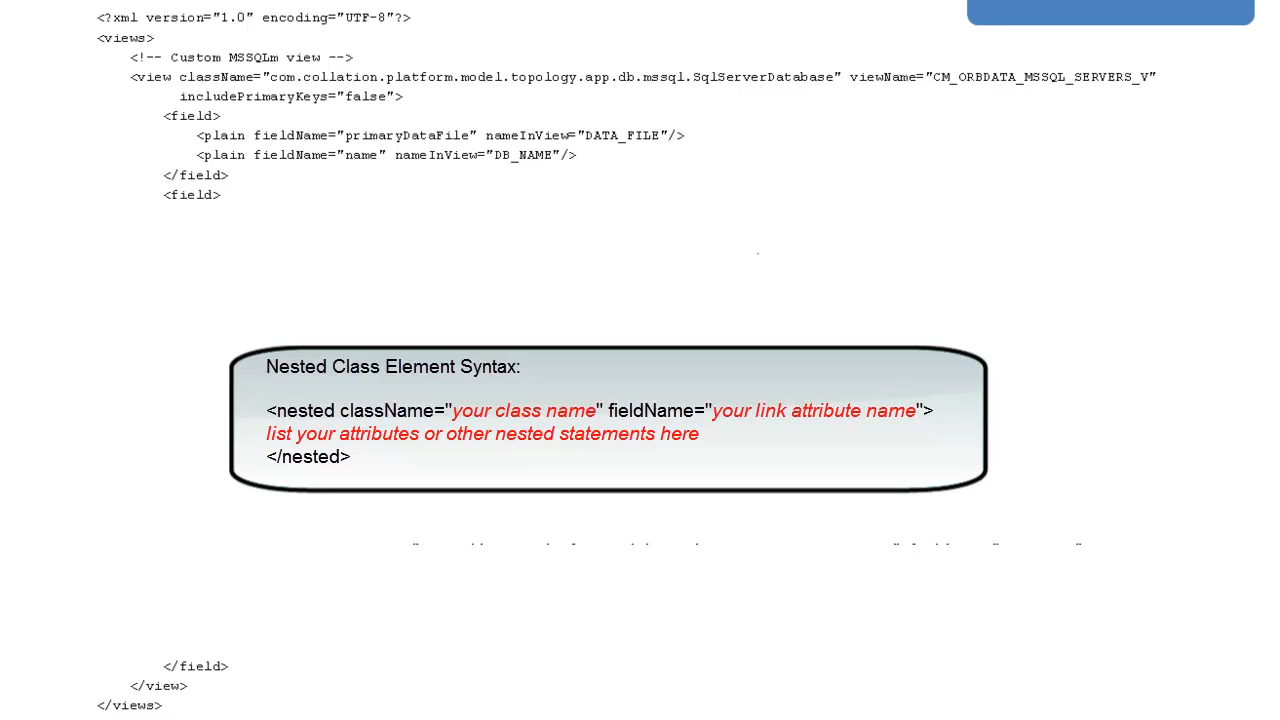 <?xml version="1.0" encoding="UTF-8"?>
<views>
<!-- Custom MSSQLm view -->
<view className="com.collation.platform.model.topology.app.db.mssql.SqlServerDatabase" viewName="CM_ORBDATA_MSSQL_SERVERS_V"
includePrimaryKeys="false">
<field>
<plain fieldName="primaryDataFile" nameInView="DATA_FILE"/>
<plain fieldName="name" nameInView="DB_NAME"/>
</field>
<field>
Nested Class Element Syntax:
<nested className="your class name" fieldName="your link attribute name">
list your attributes or other nested statements here
</nested>
</field>
</view>
</views>